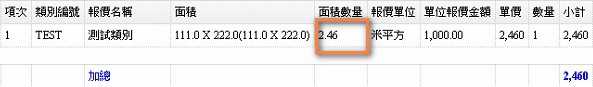 項次 類別編號 報價名稱 面積 面積數量 報價單位 單位報價金額 單價 數量 小計
1 TEST 測試類別 111.0 X 222.0(111.0 X 222.0) 2.46 米平方 1,000.00 2,460 1 2,460
加總 2,460